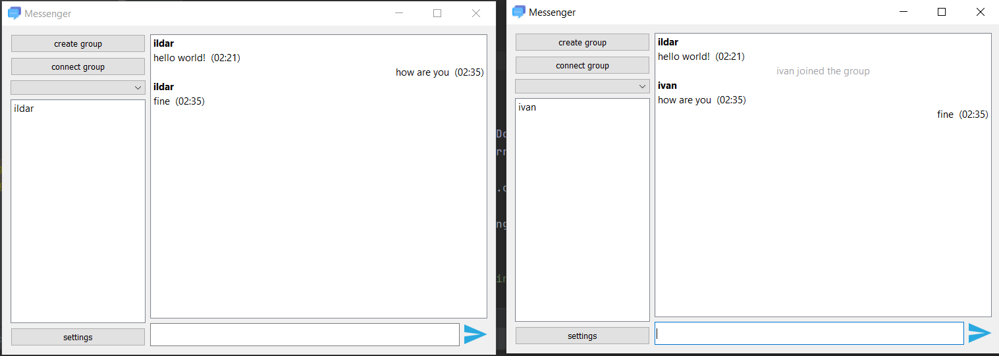 Messenger
create group
connect group
ildar
settings
ildar
hello world! (02:21)
how are you (02:35)
ildar
fine (02:35)
Messenger
create group
connect group
ivan
settings
ildar
hello world! (02:21)
ivan joined the group
ivan
how are you (02:35)
fine (02:35)